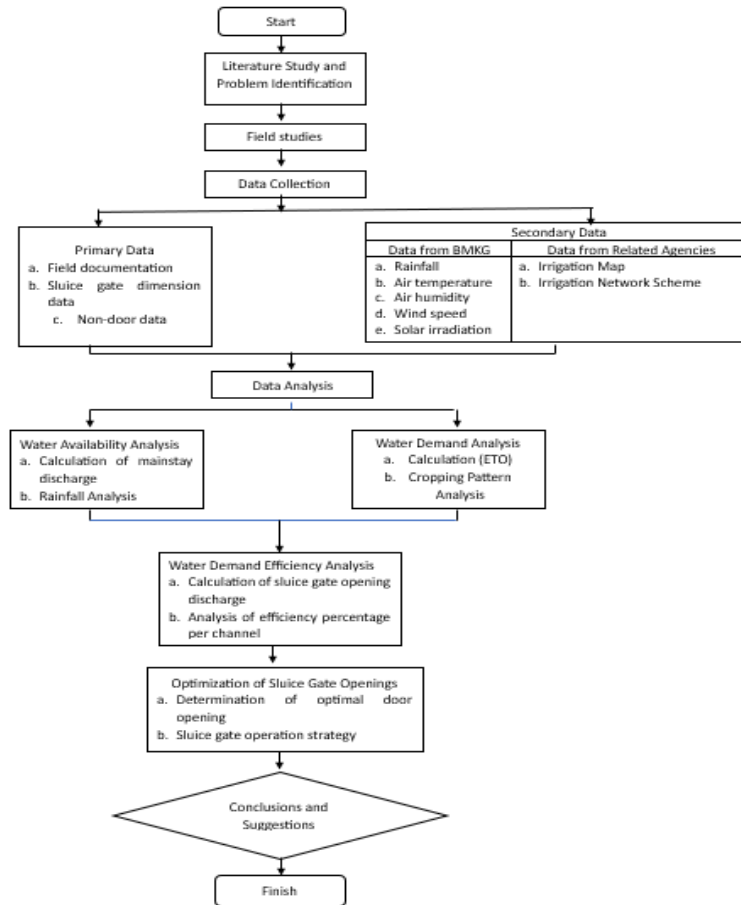 Start
Literature Study and
Problem Identification
Field studies
Data Collection
Primary Data
a. Field documentation
b. Sluice gate dimension
data
c. Non-door data
Secondary Data
Data from BMKG
a. Rainfall
b. Air temperature
c. Air humidity
d. Wind speed
e. Solar irradiation
Data from Related Agencies
a. Irrigation Map
b. Irrigation Network Scheme
Data Analysis
Water Availability Analysis
a. Calculation of mainstay
discharge
b. Rainfall Analysis
Water Demand Analysis
a. Calculation (ETO)
b. Cropping Pattern
Analysis
Water Demand Efficiency Analysis
a. Calculation of sluice gate opening
discharge
b. Analysis of efficiency percentage
per channel
Optimization of Sluice Gate Openings
a. Determination of optimal door
opening
b. Sluice gate operation strategy
Conclusions and
Suggestions
Finish